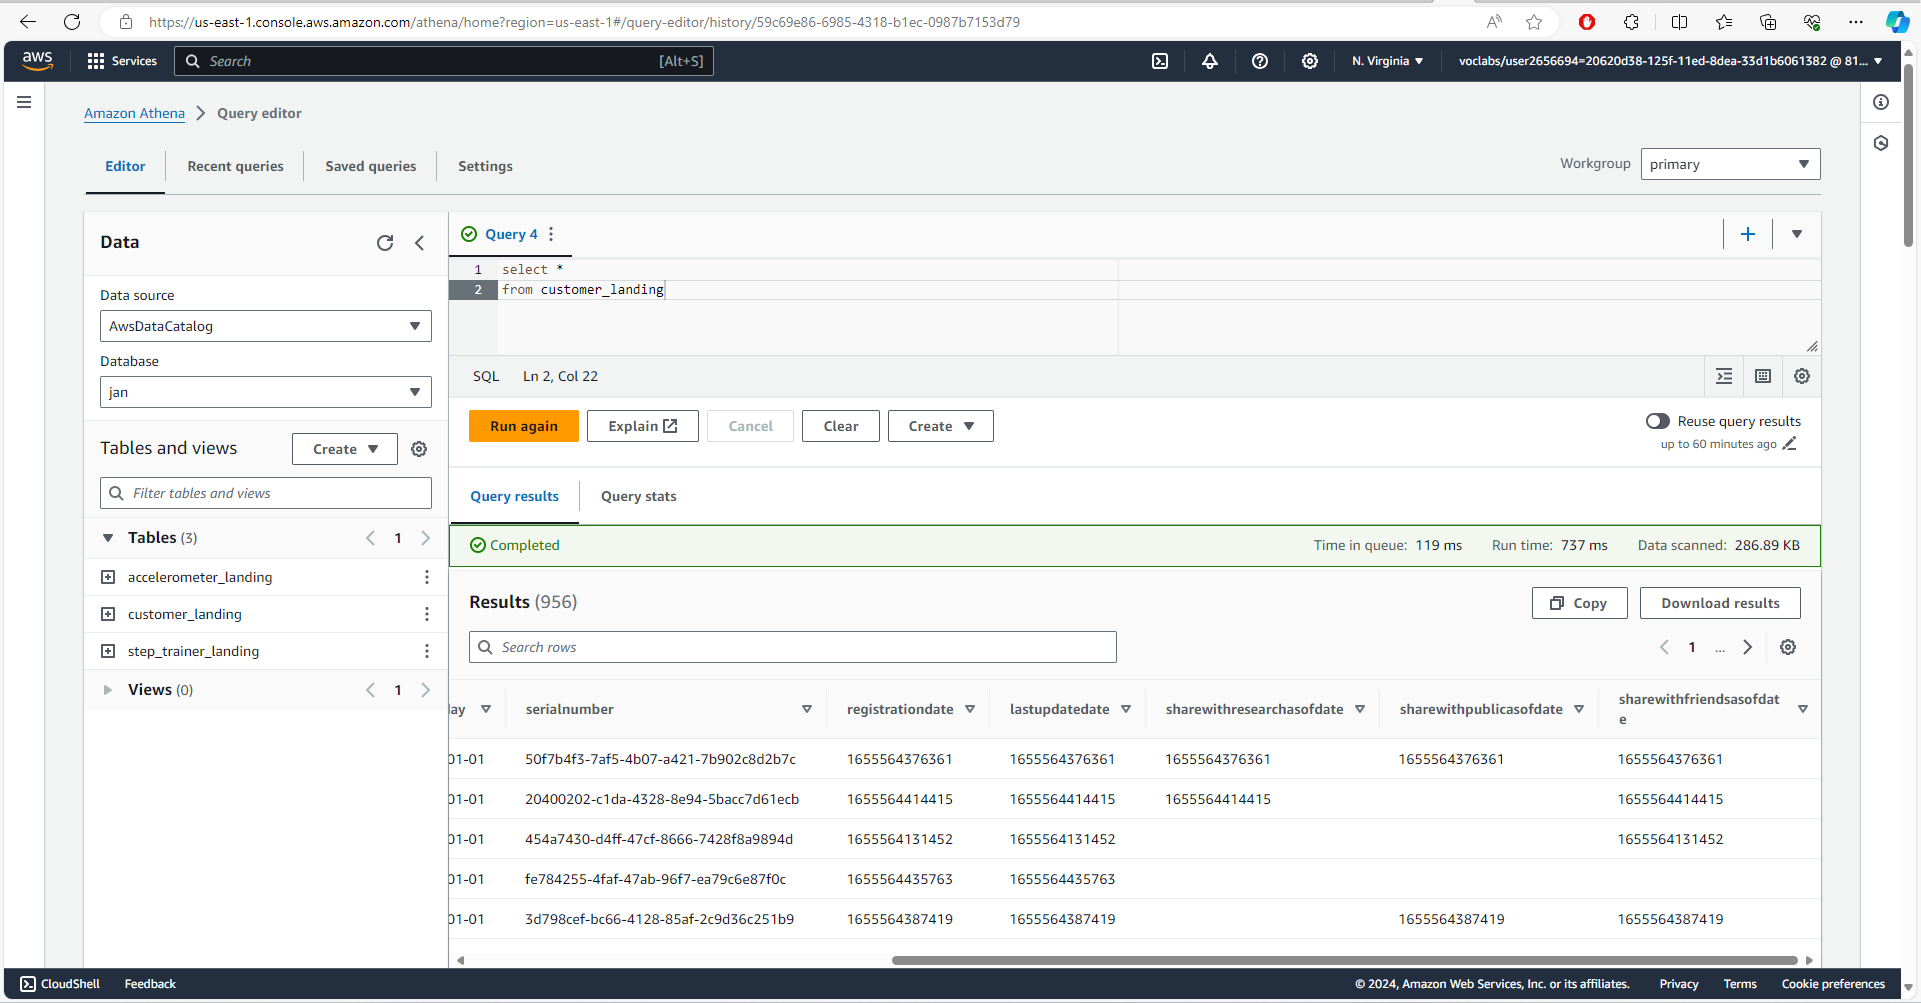 https://us-east-1.console.aws.amazon.com/athena/home?region=us-east-1#/query-editor/history/59c69e86-6985-4318-b1ec-0987b7153d79
aws
Services
Search [Alt+S]
N. Virginia
voclabs/user2656694=20620d38-125f-11ed-8dea-33d1b6061382 @ 81...
Amazon Athena
Query editor
Editor
Recent queries
Saved queries
Settings
Workgroup
primary
Data
Data source
AwsDataCatalog
Database
jan
Tables and views
Create
Filter tables and views
Tables (3)
1
accelerometer_landing
customer_landing
step_trainer_landing
Views (0)
1
Query 4
1 select *
2 from customer_landing
SQL Ln 2, Col 22
Run again
Explain
Cancel
Clear
Create
Reuse query results
up to 60 minutes ago
Query results
Query stats
Completed
Time in queue: 119 ms Run time: 737 ms Data scanned: 286.89 KB
Results (956)
Copy
Download results
Search rows
1 ...
lay serialnumber registrationdate lastupdatedate sharewithresearchasofdate sharewithpublicasofdate sharewithfriendsasofdat
e
01-01 50f7b4f3-7af5-4b07-a421-7b902c8d2b7c 1655564376361 1655564376361 1655564376361 1655564376361 1655564376361
01-01 20400202-c1da-4328-8e94-5bacc7d61ecb 1655564414415 1655564414415 1655564414415 1655564414415
01-01 454a7430-d4ff-47cf-8666-7428f8a9894d 1655564131452 1655564131452 1655564131452
01-01 fe784255-4faf-47ab-96f7-ea79c6e87f0c 1655564435763 1655564435763
01-01 3d798cef-bc66-4128-85af-2c9d36c251b9 1655564387419 1655564387419 1655564387419 1655564387419
CloudShell
Feedback
© 2024, Amazon Web Services, Inc. or its affiliates.
Privacy
Terms
Cookie preferences